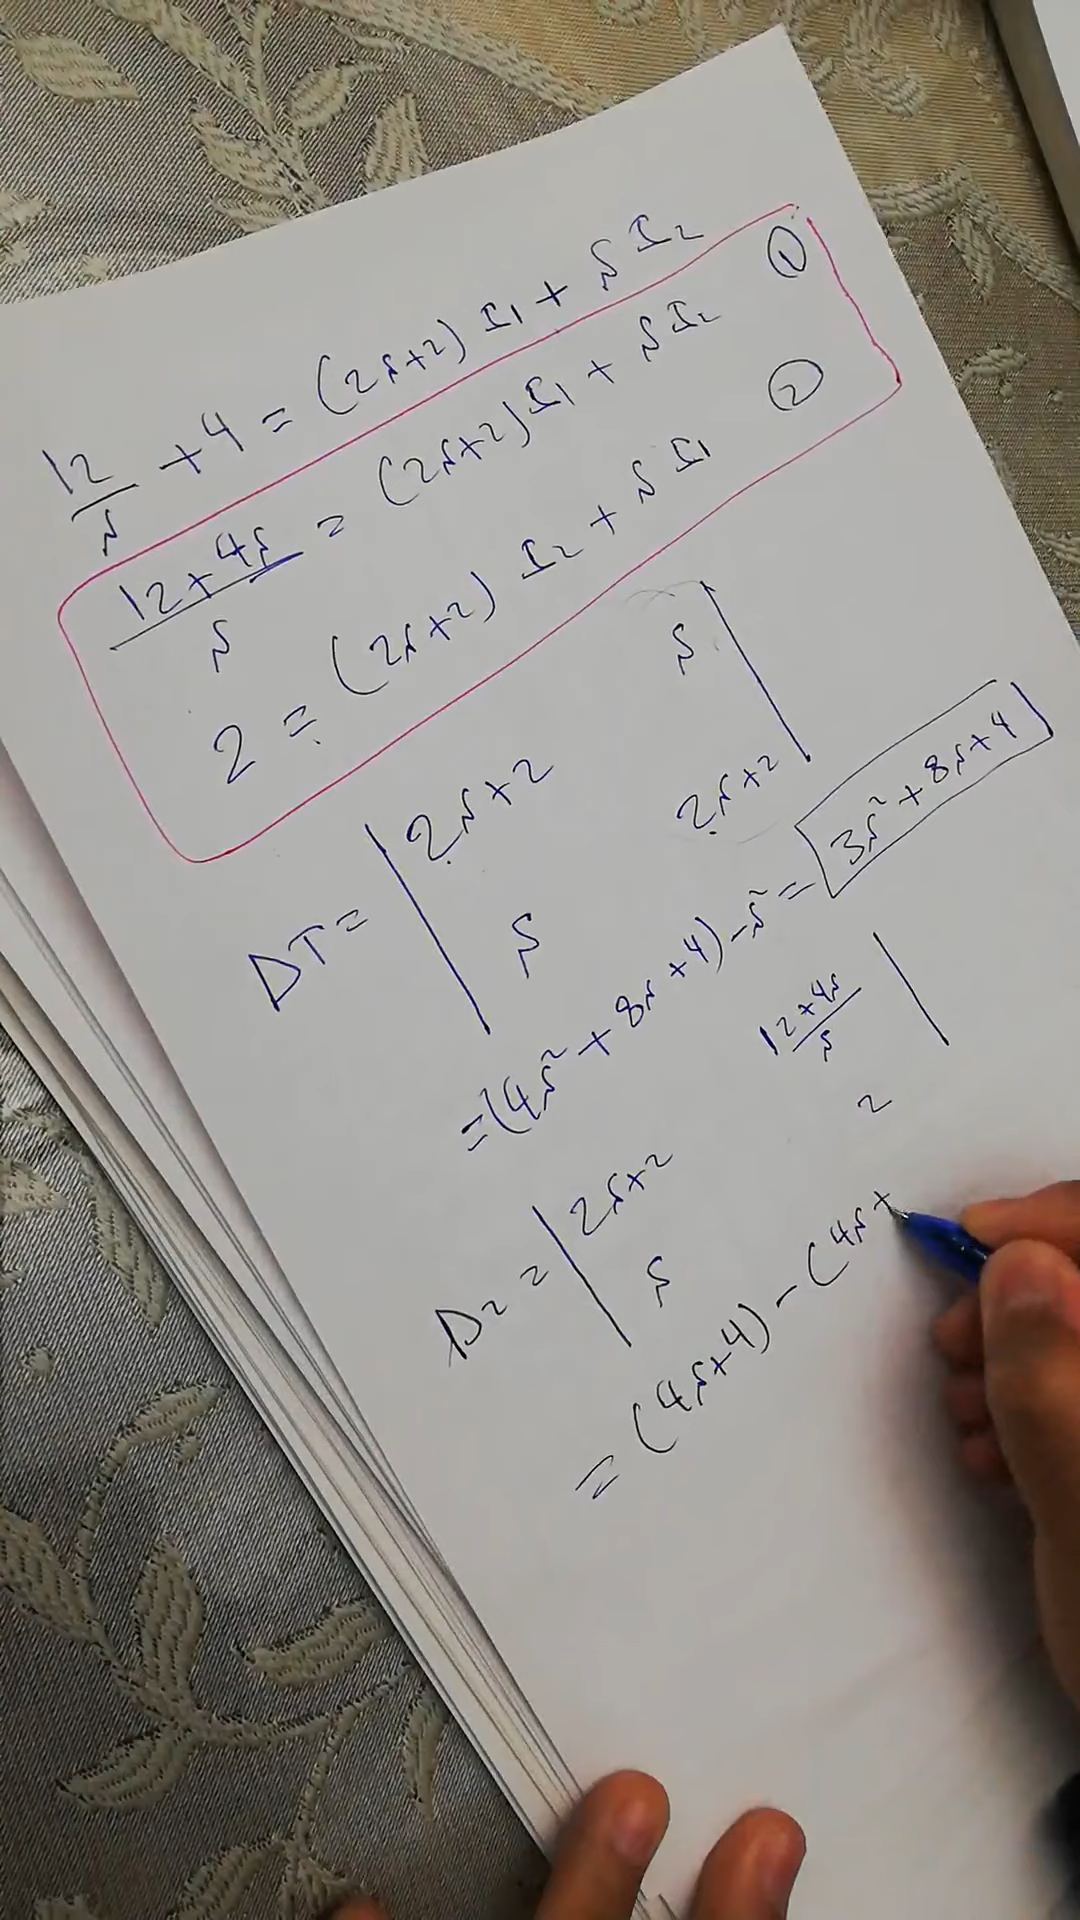 12/s + 4 = (2s+2) I1 + s I2
(12+4s)/s = (2s+2) I1 + s I2 ①
2 = (2s+2) I2 + s I1 ②
DT = | 2s+2 s |
| s 2s+2 |
= (4s²+8s+4) - s² = 3s²+8s+4
D2 = | 2s+2 (12+4s)/s |
| s 2 |
= (4s+4) - (4s+